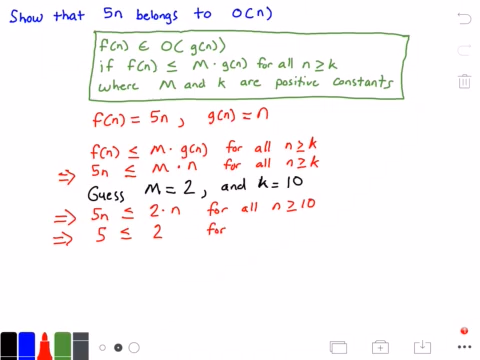 Show that 5n belongs to O(n)
f(n) ∈ O( g(n))
if f(n) ≤ M · g(n) for all n ≥ k
where M and k are positive constants
f(n) = 5n , g(n) = n
f(n) ≤ M · g(n) for all n ≥ k
⇒ 5n ≤ M · n for all n ≥ k
Guess M = 2 , and k = 10
⇒ 5n ≤ 2 · n for all n ≥ 10
⇒ 5 ≤ 2 for